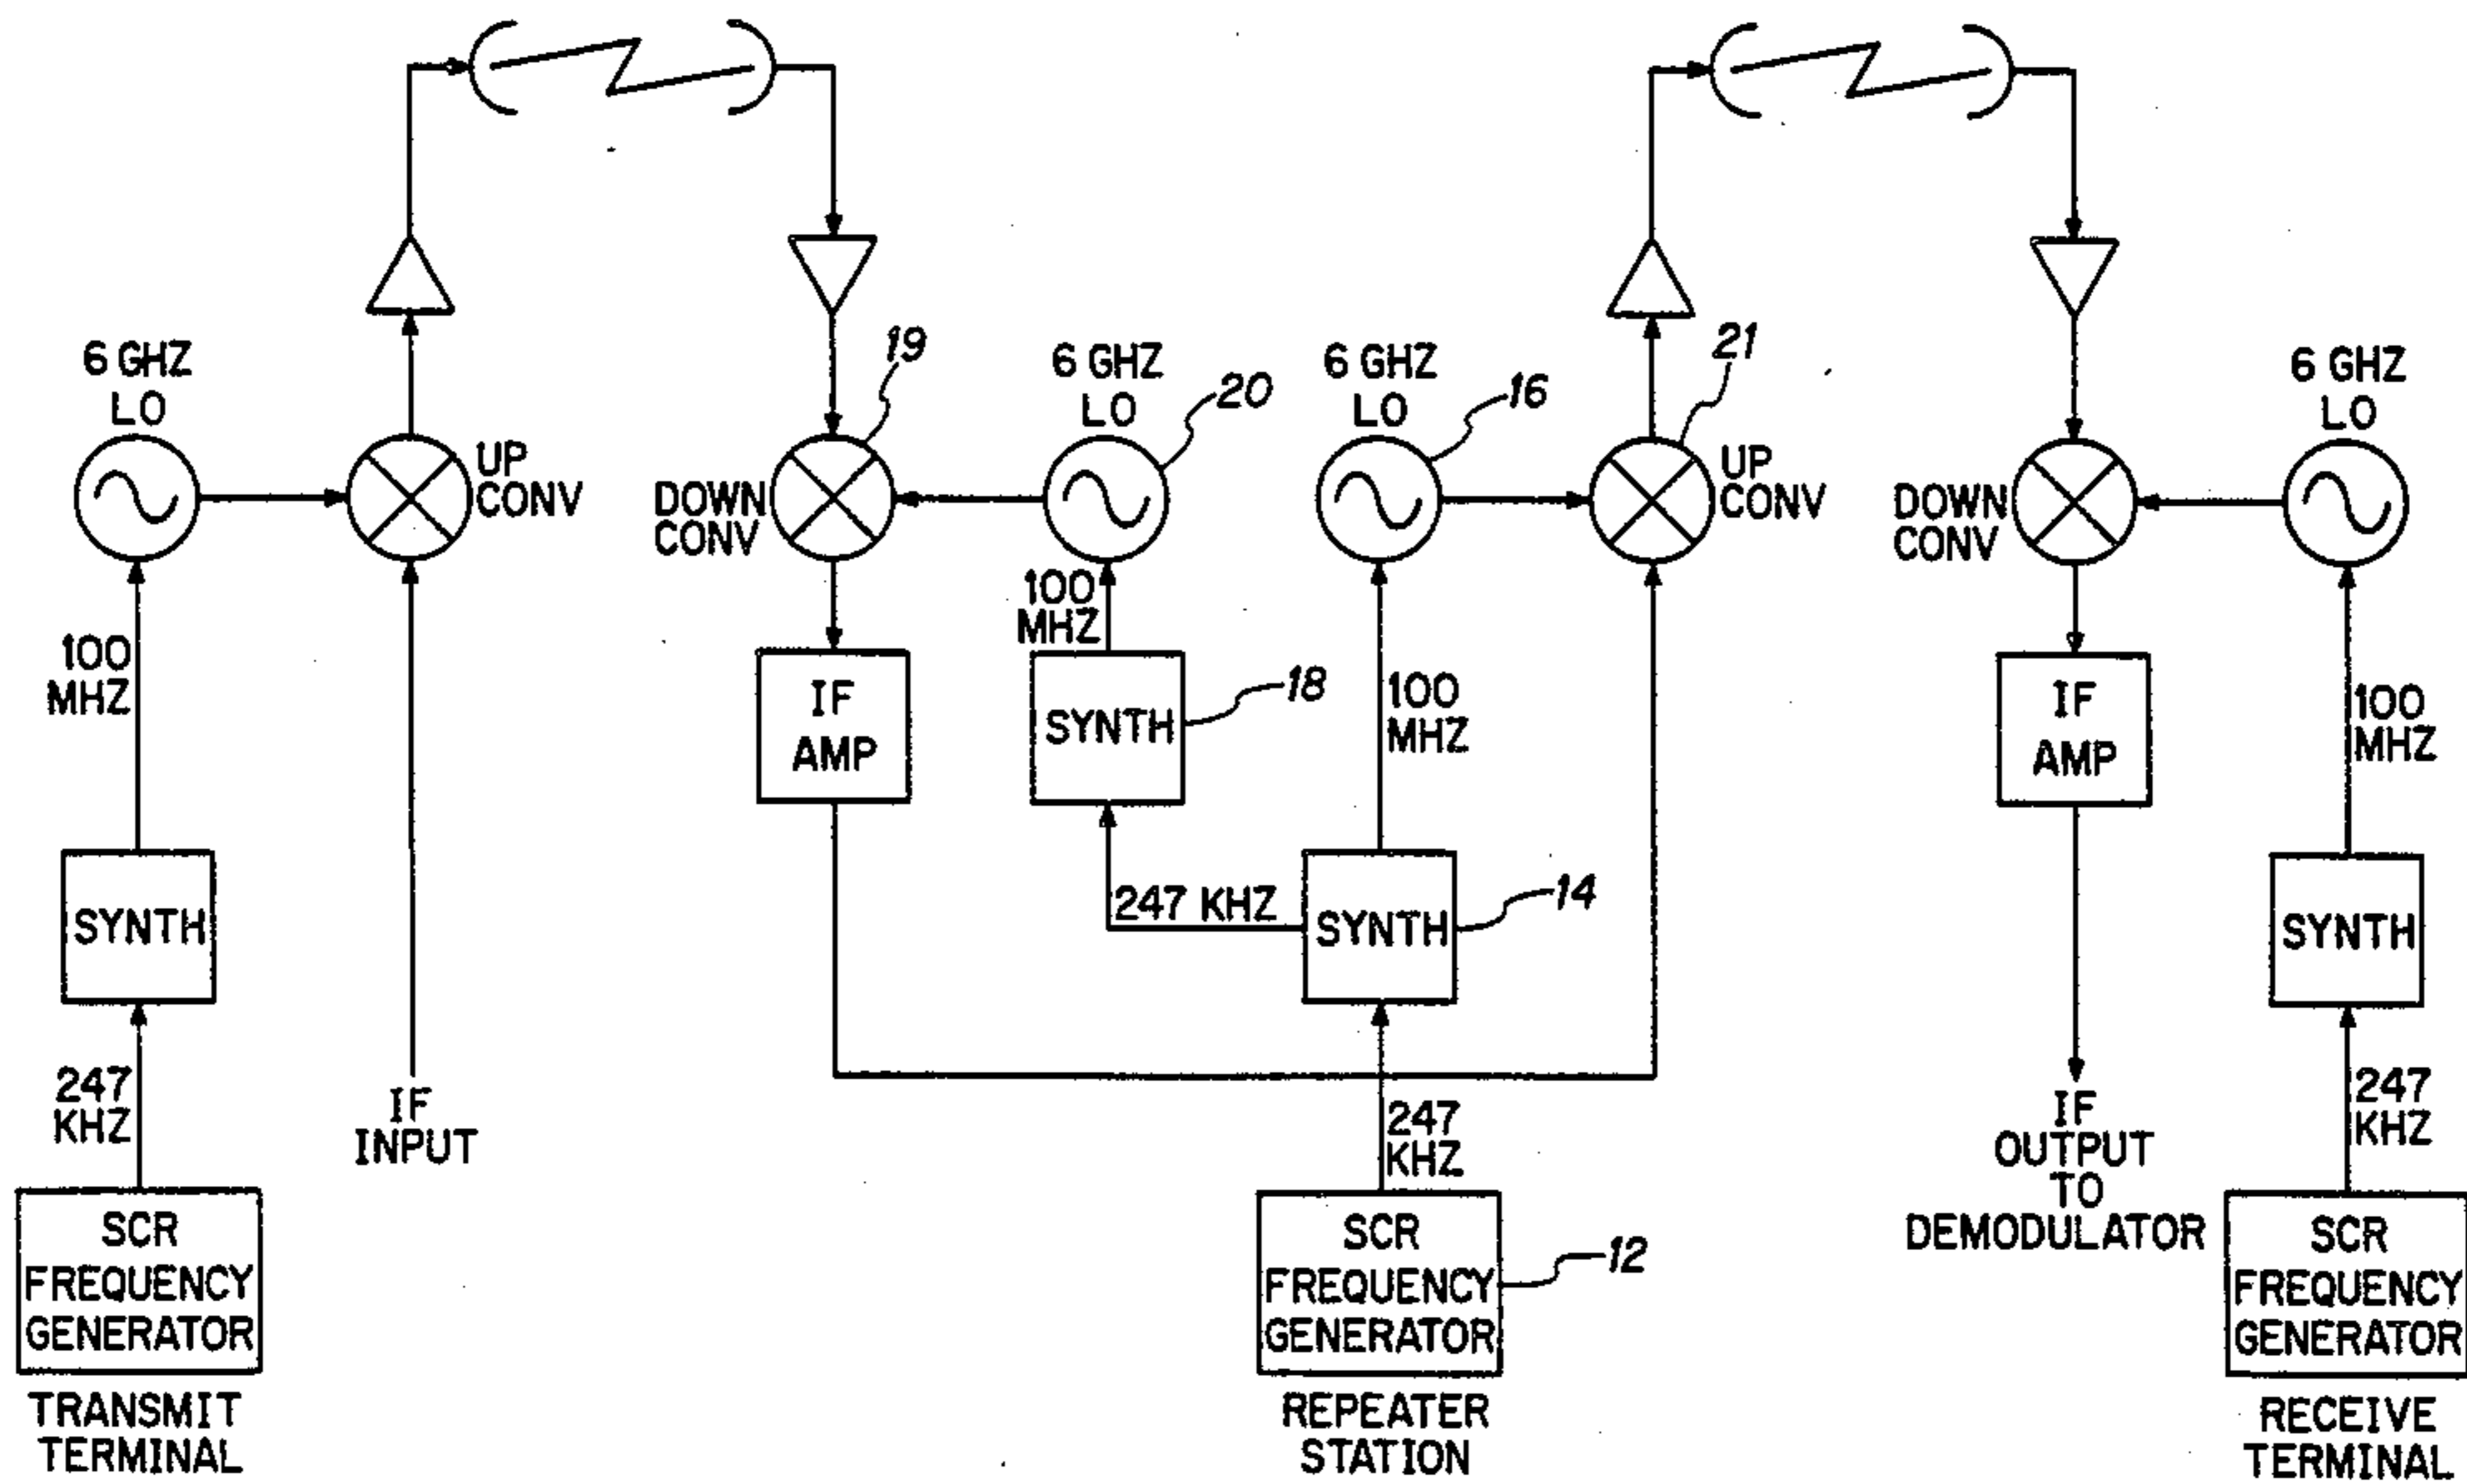 6 GHZ
LO
UP
CONV
100
MHZ
SYNTH
247
KHZ
IF
INPUT
SCR
FREQUENCY
GENERATOR
TRANSMIT
TERMINAL
19
DOWN
CONV
6 GHZ
LO
20
100
MHZ
IF
AMP
SYNTH
18
6 GHZ
LO
16
21
UP
CONV
100
MHZ
247 KHZ
SYNTH
14
247
KHZ
SCR
FREQUENCY
GENERATOR
12
REPEATER
STATION
DOWN
CONV
6 GHZ
LO
IF
AMP
100
MHZ
SYNTH
IF
OUTPUT
TO
DEMODULATOR
247
KHZ
SCR
FREQUENCY
GENERATOR
RECEIVE
TERMINAL